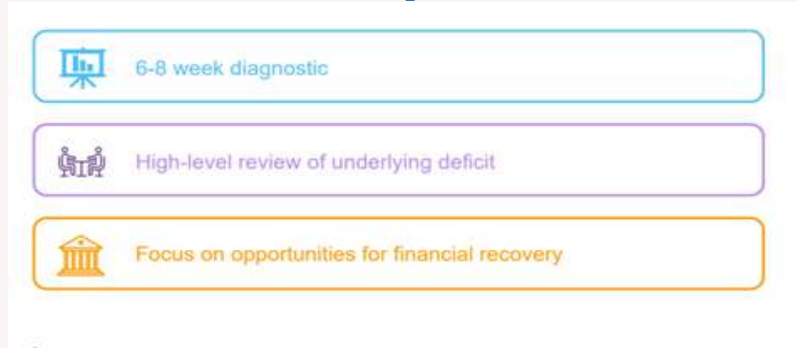 6-8 week diagnostic
High-level review of underlying deficit
Focus on opportunities for financial recovery